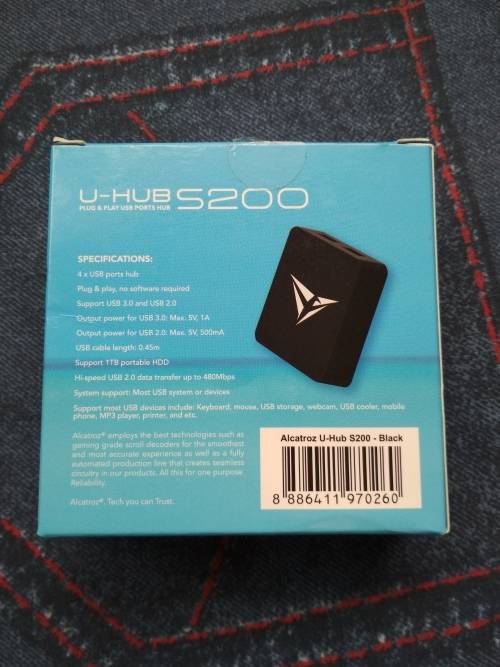 U-HUB S200
PLUG & PLAY USB PORTS HUB
SPECIFICATIONS:
4 x USB ports hub
Plug & play, no software required
Support USB 3.0 and USB 2.0
Output power for USB 3.0: Max. 5V, 1A
Output power for USB 2.0: Max. 5V, 500mA
USB cable length: 0.45m
Support 1TB portable HDD
Hi-speed USB 2.0 data transfer up to 480Mbps
System support: Most USB system or devices
Support most USB devices include: Keyboard, mouse, USB storage, webcam, USB cooler, mobile
phone, MP3 player, printer, and etc.
Alcatroz® employs the best technologies such as
gaming grade scroll decoders for the smoothest
and most accurate experience as well as a fully
automated production line that creates seamless
circuitry in our products. All this for one purpose.
Reliability.
Alcatroz®. Tech you can Trust.
Alcatroz U-Hub S200 - Black
8 886411 970260